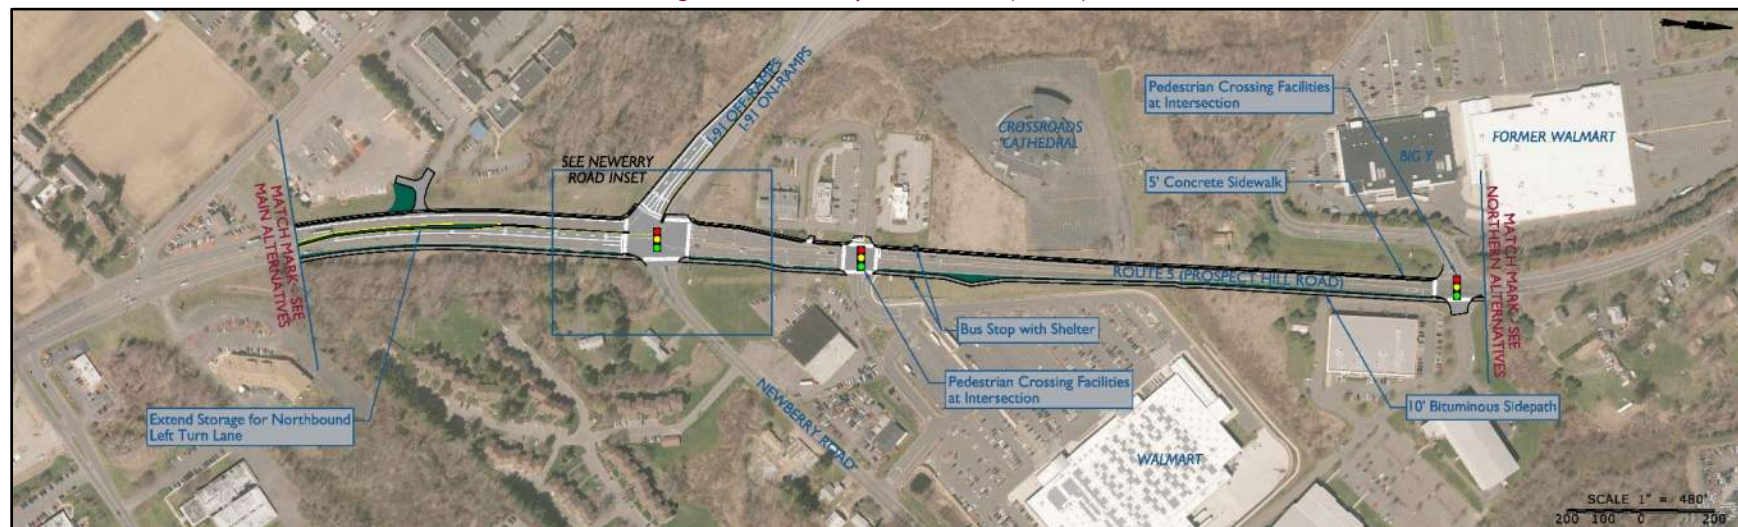 I-91 OFF-RAMPS
I-91 ON-RAMPS
Pedestrian Crossing Facilities
at Intersection
CROSSROADS
CATHEDRAL
FORMER WALMART
BIG Y
SEE NEWERRY
ROAD INSET
5' Concrete Sidewalk
MATCH MARK - SEE
MAIN ALTERNATIVES
MATCH MARK - SEE
NORTHERN ALTERNATIVES
ROUTE 5 (PROSPECT HILL ROAD)
Bus Stop with Shelter
Pedestrian Crossing Facilities
at Intersection
10' Bituminous Sidepath
Extend Storage for Northbound
Left Turn Lane
NEWBERRY ROAD
WALMART
SCALE 1" = 480'
200 100 0 200